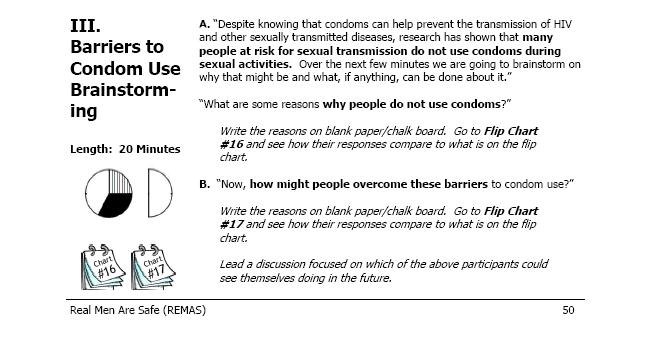 III.
Barriers to
Condom Use
Brainstorm-
ing
Length:  20 Minutes
Chart
#16
Chart
#17
A. “Despite knowing that condoms can help prevent the transmission of HIV
and other sexually transmitted diseases, research has shown that many
people at risk for sexual transmission do not use condoms during
sexual activities.  Over the next few minutes we are going to brainstorm on
why that might be and what, if anything, can be done about it.”
“What are some reasons why people do not use condoms?”
Write the reasons on blank paper/chalk board.  Go to Flip Chart
#16 and see how their responses compare to what is on the flip
chart.
B.  “Now, how might people overcome these barriers to condom use?”
Write the reasons on blank paper/chalk board.  Go to Flip Chart
#17 and see how their responses compare to what is on the flip
chart.
Lead a discussion focused on which of the above participants could
see themselves doing in the future.
Real Men Are Safe (REMAS)
50